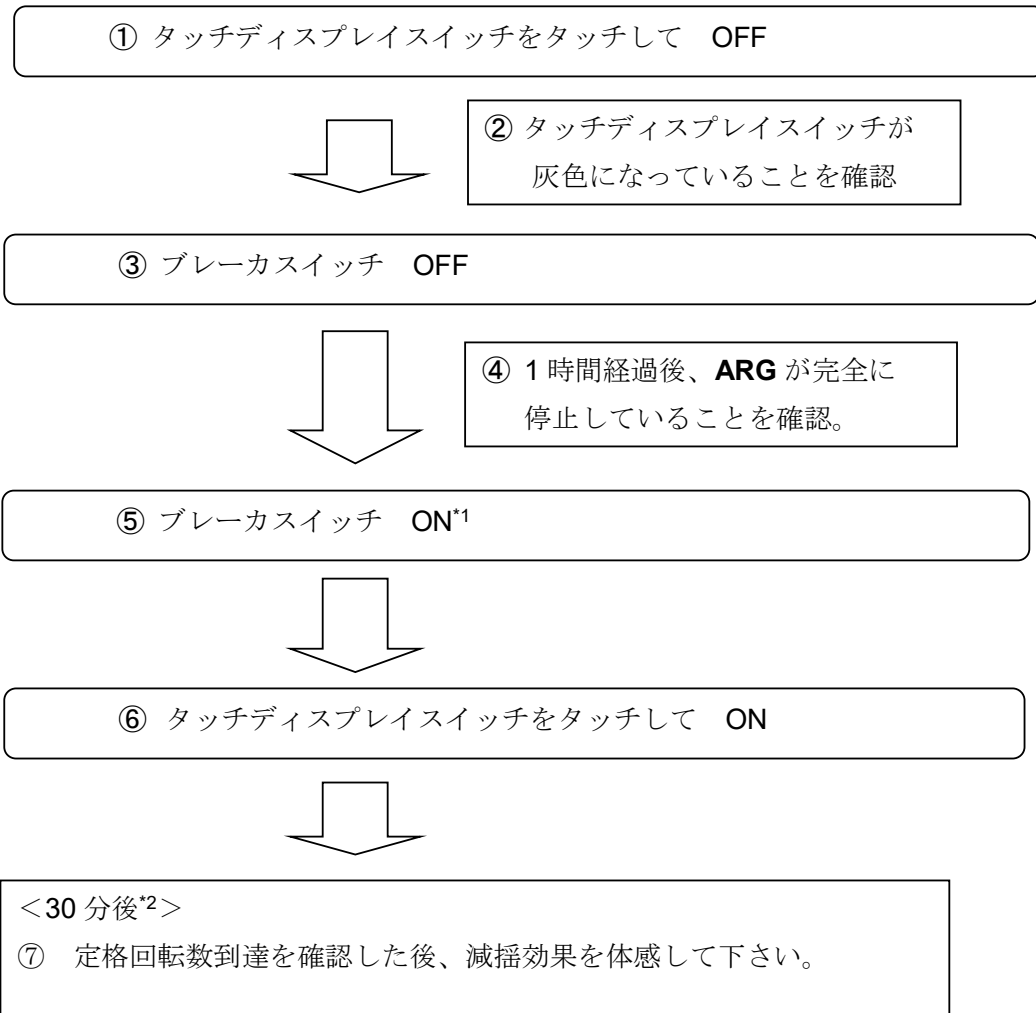 ① タッチディスプレイスイッチをタッチして　OFF
② タッチディスプレイスイッチが
灰色になっていることを確認
③ ブレーカスイッチ　OFF
④ 1 時間経過後、ARG が完全に
停止していることを確認。
⑤ ブレーカスイッチ　ON*1
⑥ タッチディスプレイスイッチをタッチして　ON
＜30 分後*2＞
⑦　定格回転数到達を確認した後、減揺効果を体感して下さい。